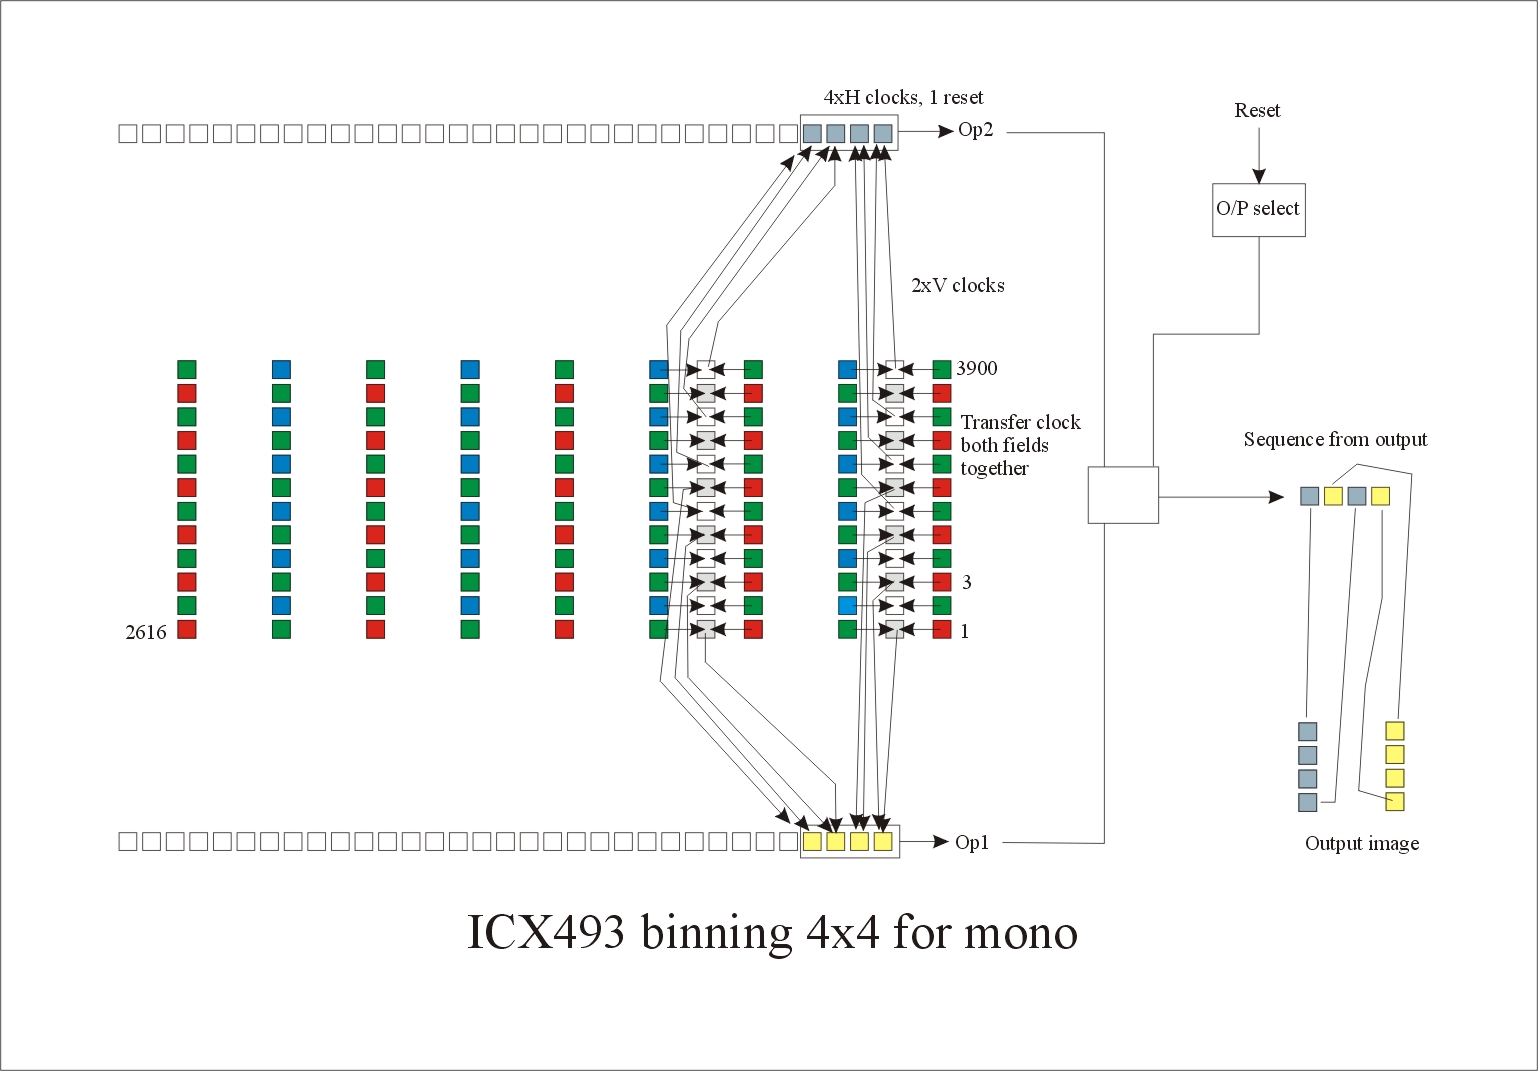 4xH clocks, 1 reset
Op2
Reset
O/P select
2xV clocks
3900
Transfer clock
both fields
together
Sequence from output
3
2616
1
Op1
Output image
ICX493 binning 4x4 for mono